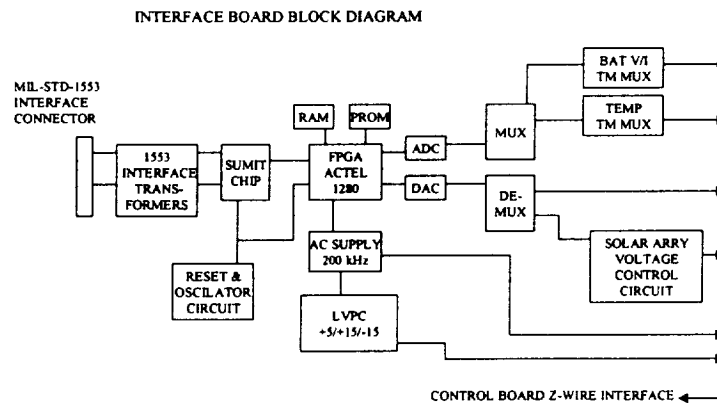 INTERFACE BOARD BLOCK DIAGRAM
MIL-STD-1553
INTERFACE
CONNECTOR
1553
INTERFACE
TRANS-
FORMERS
SUMIT
CHIP
RESET &
OSCILATOR
CIRCUIT
RAM
PROM
FPGA
ACTEL
1280
AC SUPPLY
200 kHz
LVPC
+5/+15/-15
ADC
DAC
MUX
DE-
MUX
BAT V/I
TM MUX
TEMP
TM MUX
SOLAR ARRY
VOLTAGE
CONTROL
CIRCUIT
CONTROL BOARD Z-WIRE INTERFACE